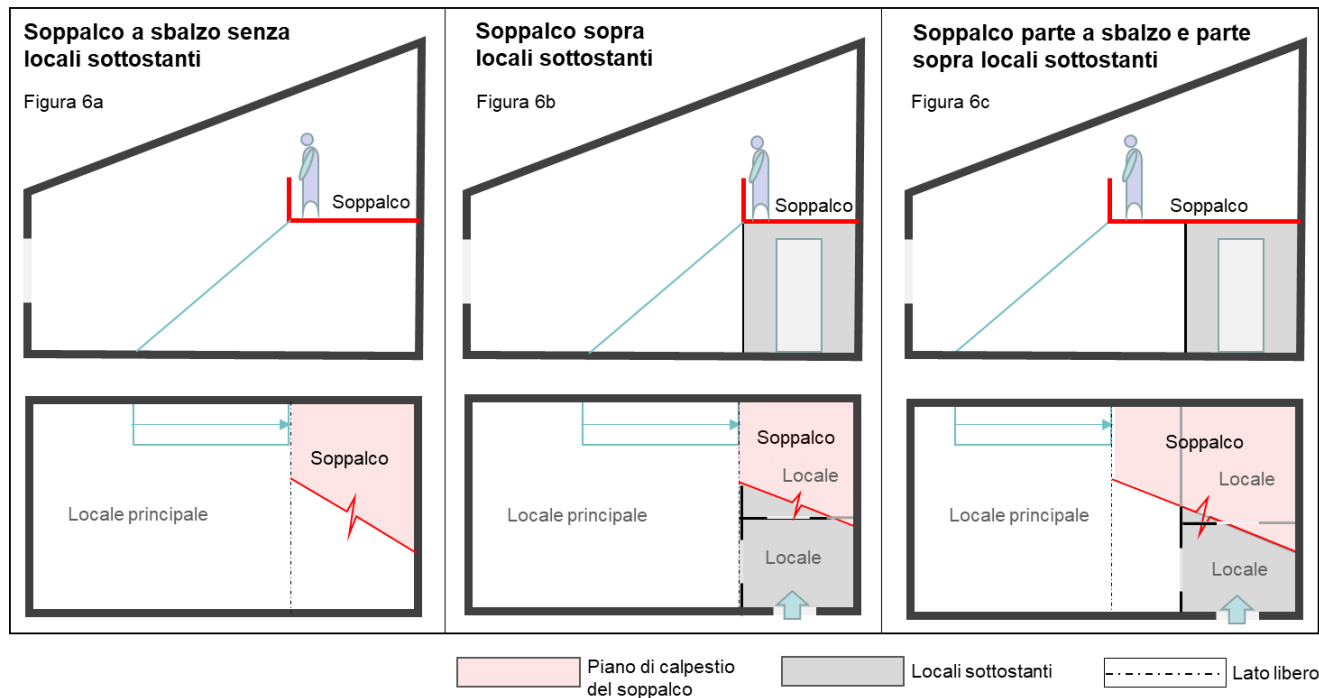 Soppalco a sbalzo senza
locali sottostanti
Figura 6a
Soppalco
Soppalco
Locale principale
Soppalco sopra
locali sottostanti
Figura 6b
Soppalco
Soppalco
Locale
Locale principale
Locale
Soppalco parte a sbalzo e parte
sopra locali sottostanti
Figura 6c
Soppalco
Soppalco
Locale
Locale principale
Locale
Piano di calpestio
del soppalco
Locali sottostanti
Lato libero